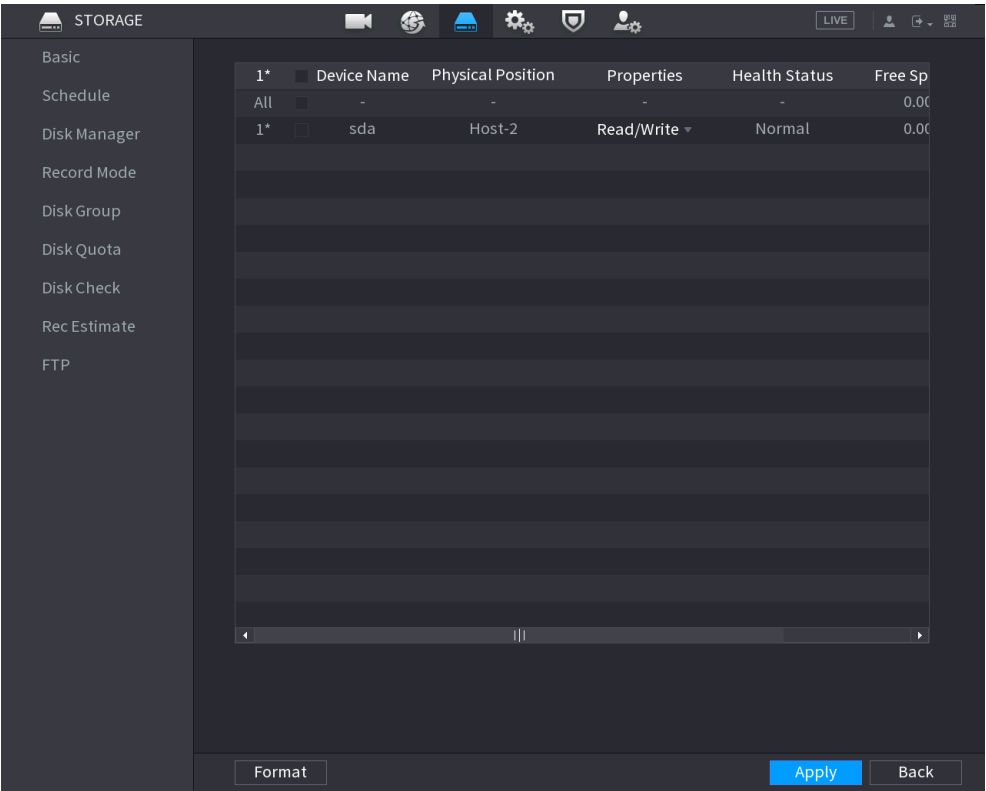 STORAGE LIVE
Basic
Schedule
Disk Manager
Record Mode
Disk Group
Disk Quota
Disk Check
Rec Estimate
FTP
1* Device Name Physical Position Properties Health Status Free Sp
All - - - - 0.00
1* sda Host-2 Read/Write Normal 0.00
Format Apply Back